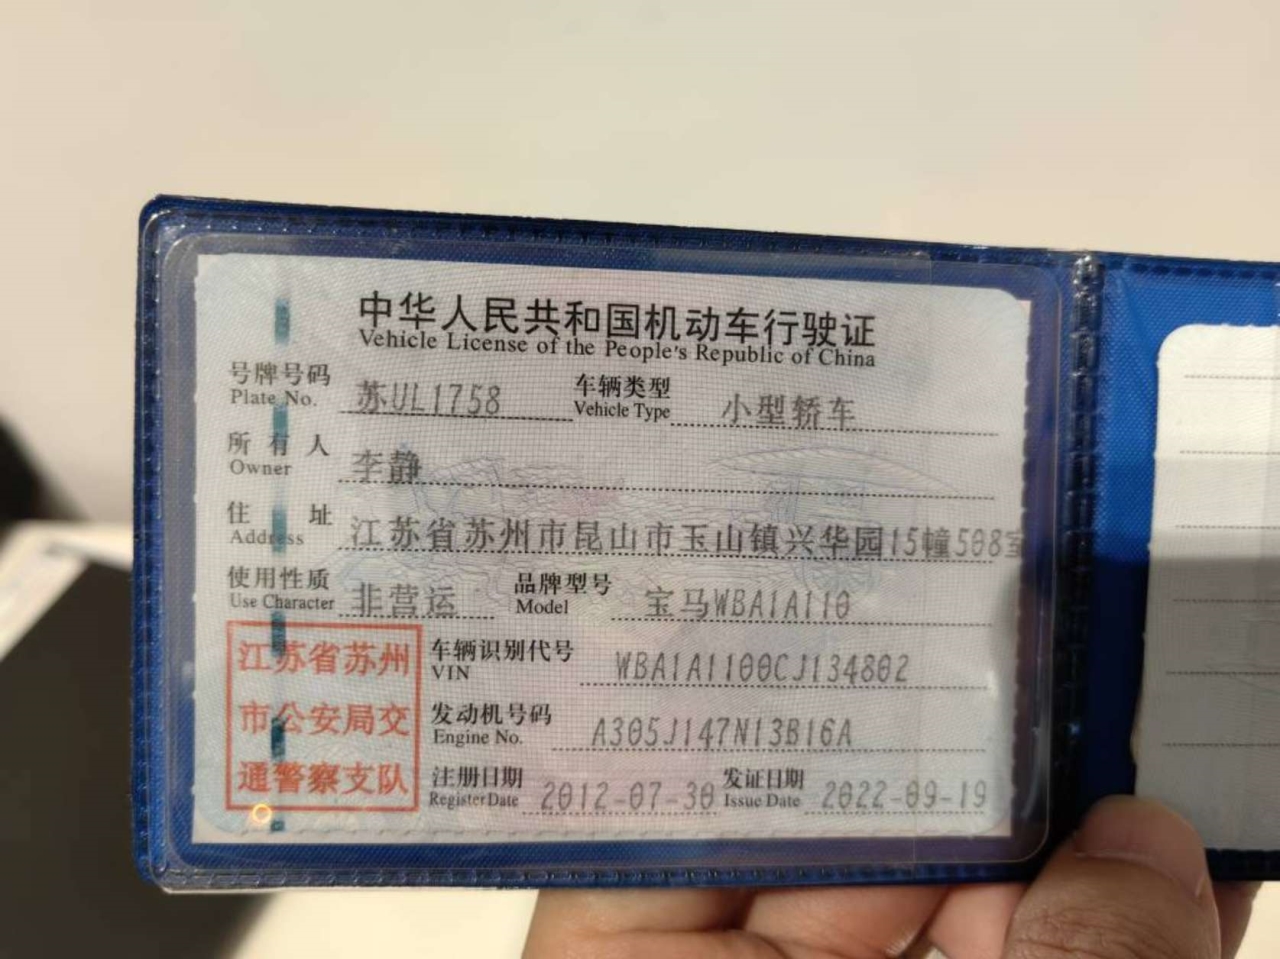 中华人民共和国机动车行驶证
Vehicle License of the People's Republic of China
号牌号码 苏UL1758 车辆类型 小型轿车
Plate No. Vehicle Type
所有人 李静
Owner
住址 江苏省苏州市昆山市玉山镇兴华园15幢508室
Address
使用性质 非营运 品牌型号 宝马WBA1A110
Use Character Model
江苏省苏州
市公安局交
通警察支队
车辆识别代号 WBA1A1100CJ134802
VIN
发动机号码 A305J147N13B16A
Engine No.
注册日期 2012-07-30 发证日期 2022-09-19
Register Date Issue Date